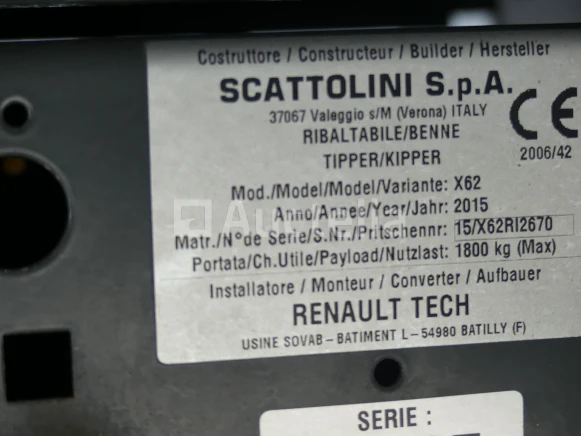 Costruttore / Constructeur / Builder / Hersteller
SCATTOLINI S.p.A.
37067 Valeggio s/M (Verona) ITALY
CE
RIBALTABILE/BENNE
TIPPER/KIPPER
2006/42
Mod./Model/Model/Variante: X62
Anno/Annee/Year/Jahr: 2015
Matr./N°de Serie/S.Nr./Pritschennr: 15/X62RI2670
Portata/Ch.Utile/Payload/Nutzlast: 1800 kg (Max)
Installatore / Monteur / Converter / Aufbauer
RENAULT TECH
USINE SOVAB - BATIMENT L - 54980 BATILLY (F)
SERIE :